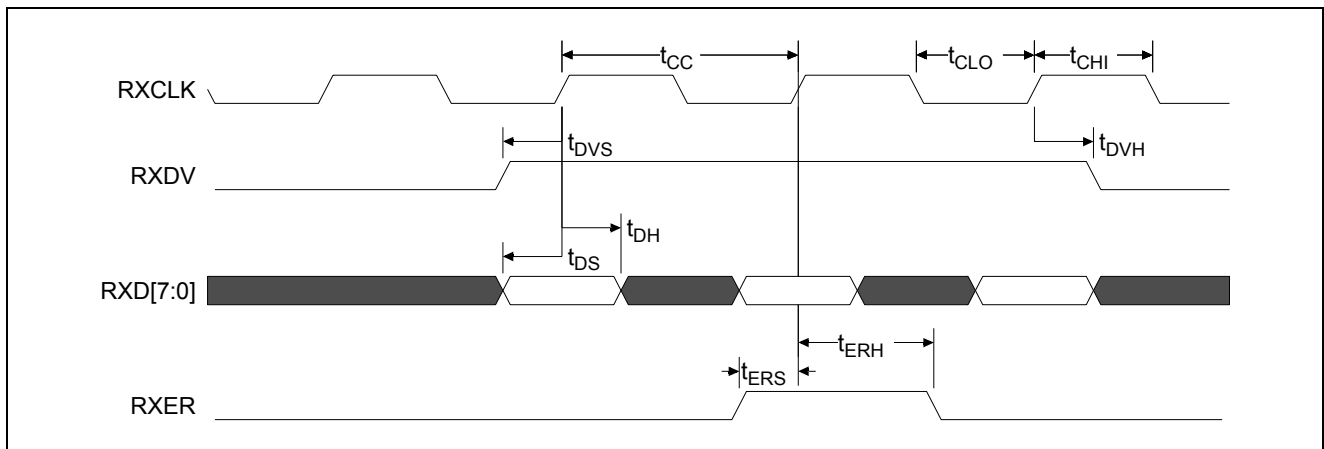 tCC
tCLO
tCHI
RXCLK
tDVS
tDVH
RXDV
tDH
tDS
RXD[7:0]
tERH
tERS
RXER